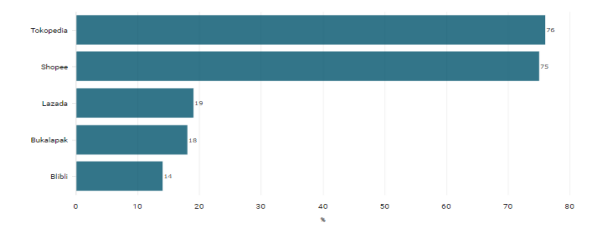 Tokopedia 76
Shopee 75
Lazada 19
Bukalapak 18
Blibli 14
0 10 20 30 40 50 60 70 80
%